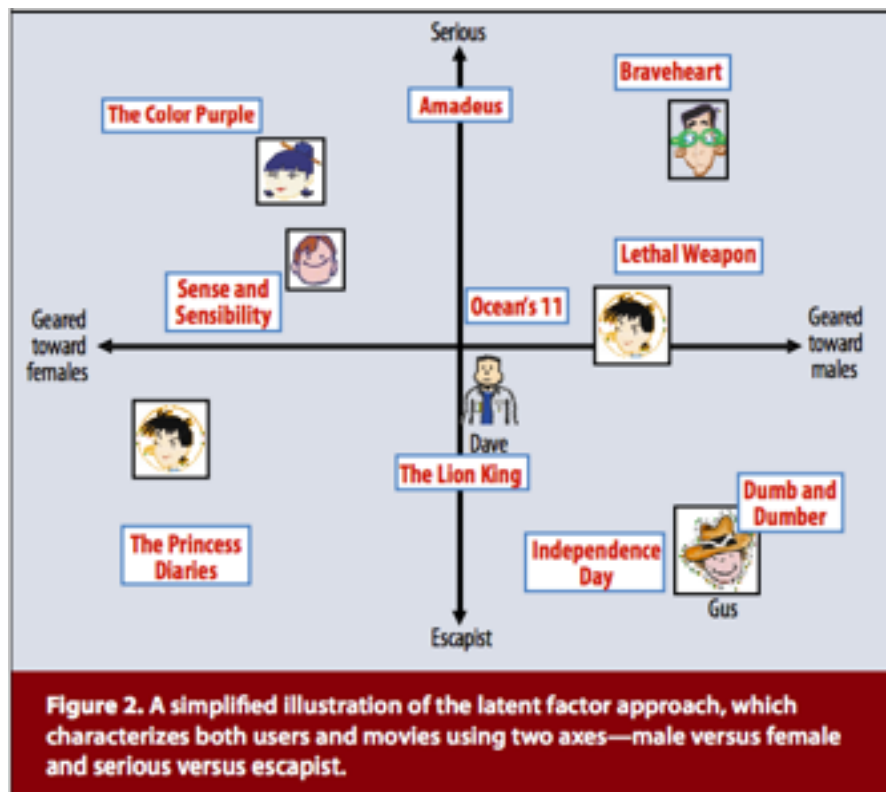 Serious
Braveheart
Amadeus
The Color Purple
Lethal Weapon
Sense and
Sensibility
Ocean's 11
Geared
toward
females
Geared
toward
males
Dave
The Lion King
Dumb and
Dumber
The Princess
Diaries
Independence
Day
Gus
Escapist
Figure 2. A simplified illustration of the latent factor approach, which
characterizes both users and movies using two axes—male versus female
and serious versus escapist.